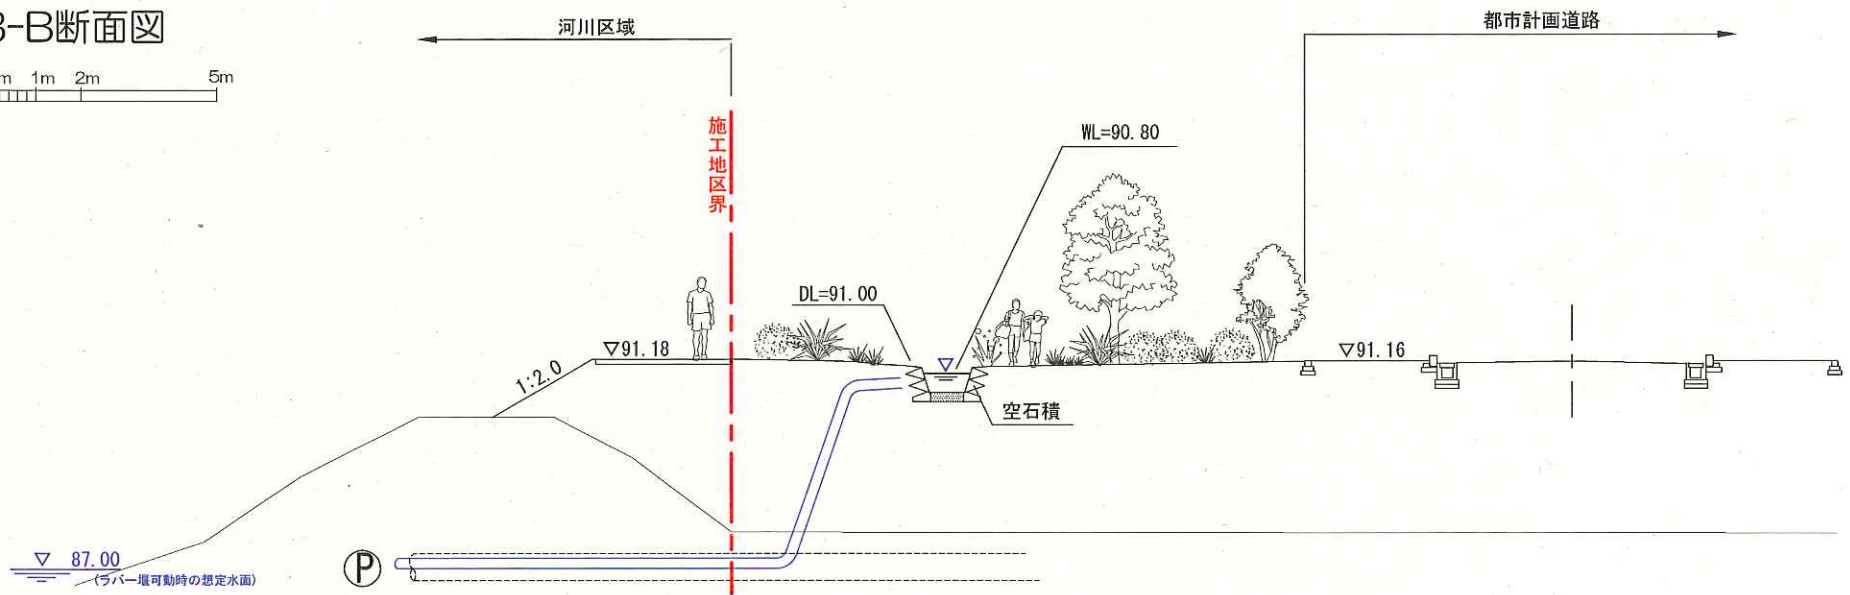 B-B断面図
m 1m 2m 5m
河川区域
都市計画道路
施工地区界
WL=90.80
DL=91.00
▽91.18
▽91.16
1:2.0
空石積
▽ 87.00
(ラバー堰可動時の想定水面)
P